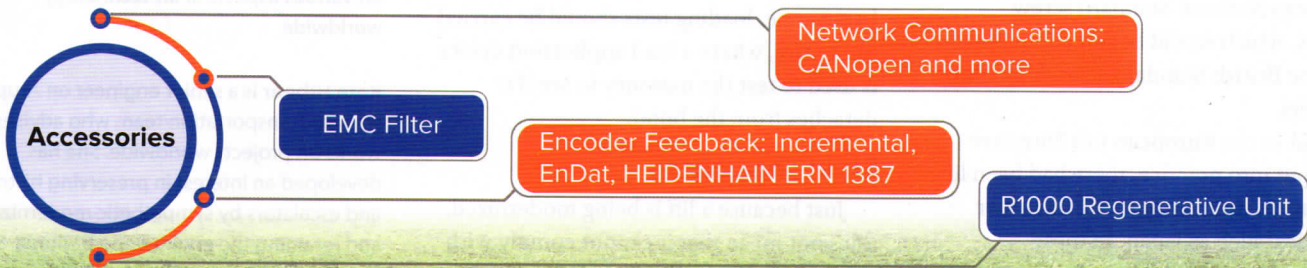 Accessories
Network Communications:
CANopen and more
EMC Filter
Encoder Feedback: Incremental,
EnDat, HEIDENHAIN ERN 1387
R1000 Regenerative Unit